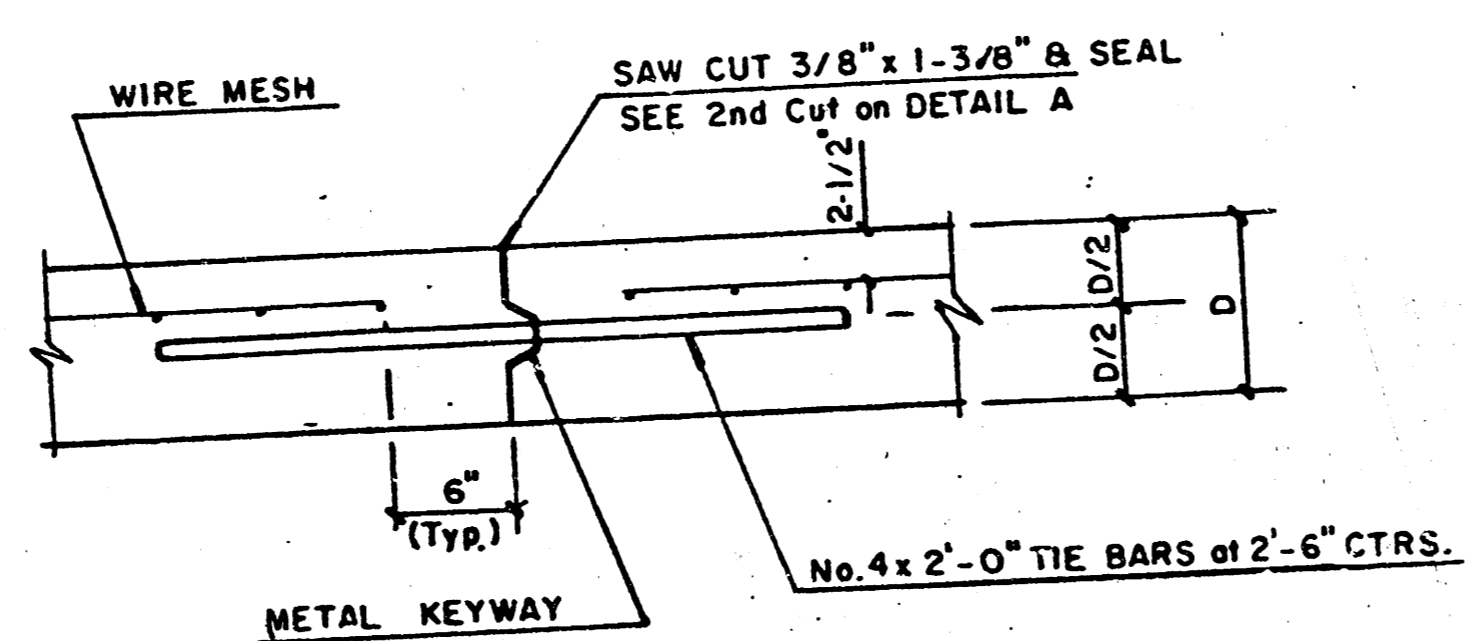 WIRE MESH
SAW CUT 3/8" x 1-3/8" & SEAL
SEE 2nd Cut on DETAIL A
2-1/2"
D/2
D/2
D
6"
(Typ.)
No. 4 x 2'-0" TIE BARS at 2'-6" CTRS.
METAL KEYWAY